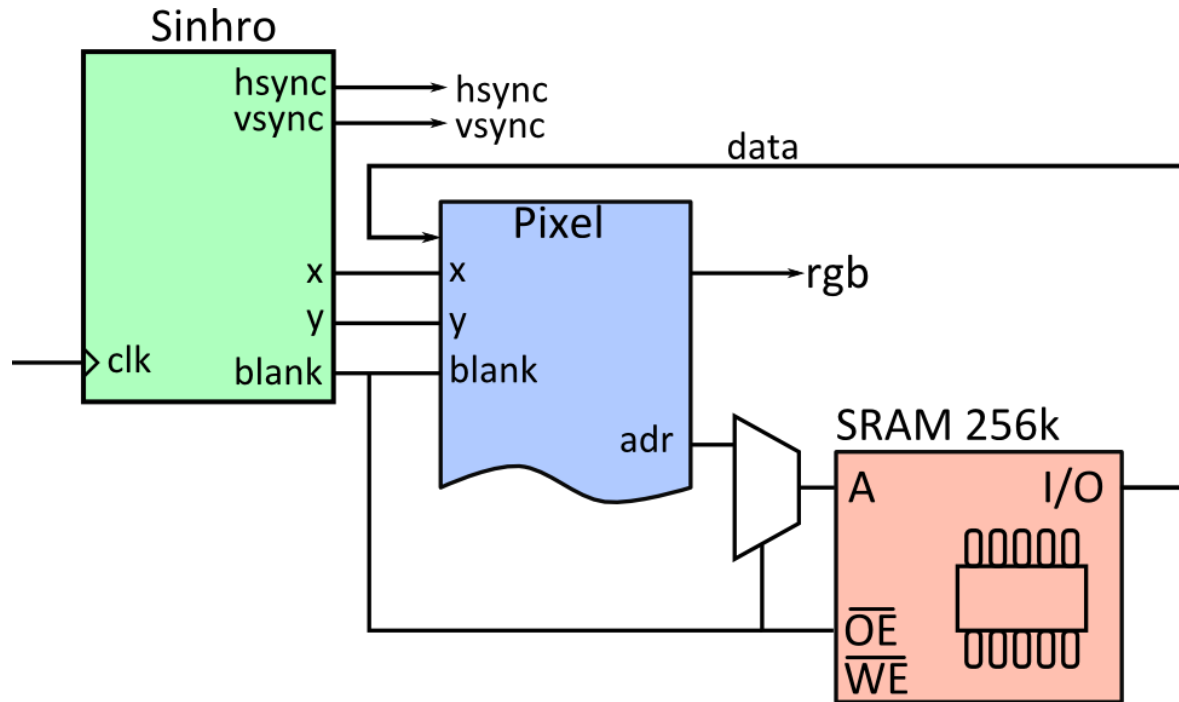 Sinhro
hsync
vsync
hsync
vsync
data
Pixel
x
x
rgb
y
y
clk
blank
blank
adr
SRAM 256k
A
I/O
OE
WE